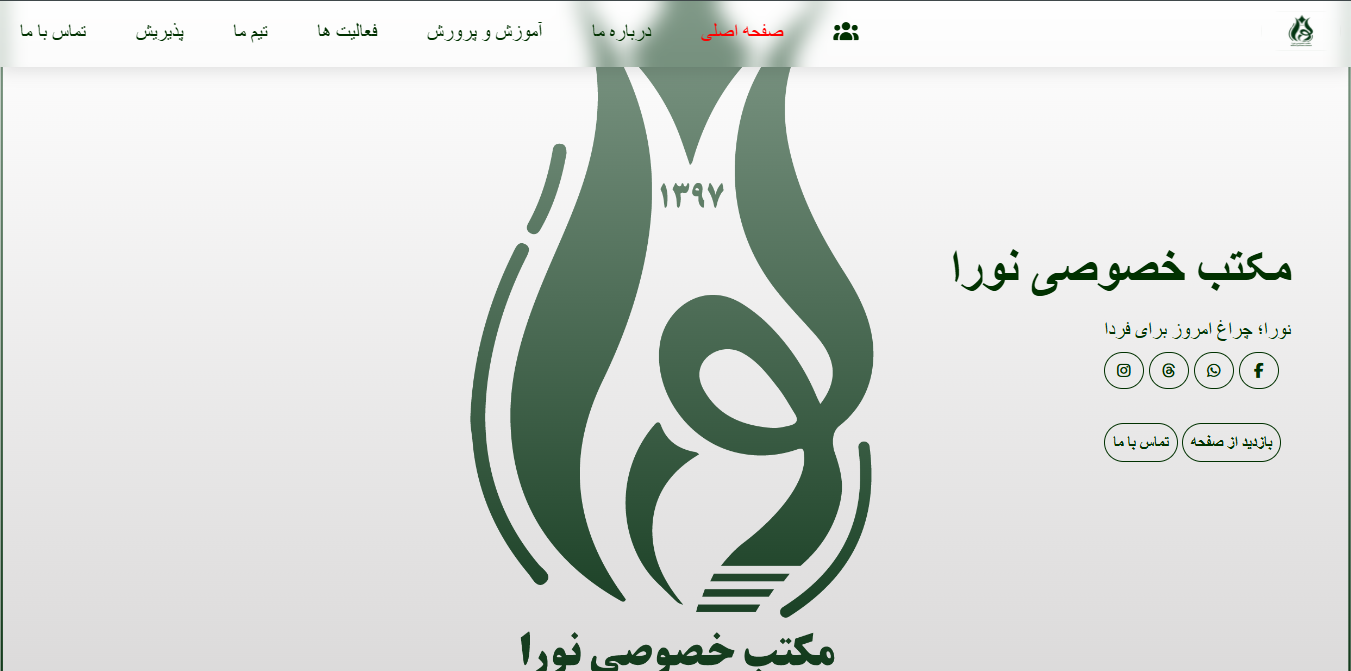 صفحه اصلی
درباره ما
آموزش و پرورش
فعالیت ها
تیم ما
پذیریش
تماس با ما
۱۳۹۷
مکتب خصوصی نورا
نورا؛ چراغ امروز برای فردا
بازدید از صفحه
تماس با ما
مکتب خصوصی نورا